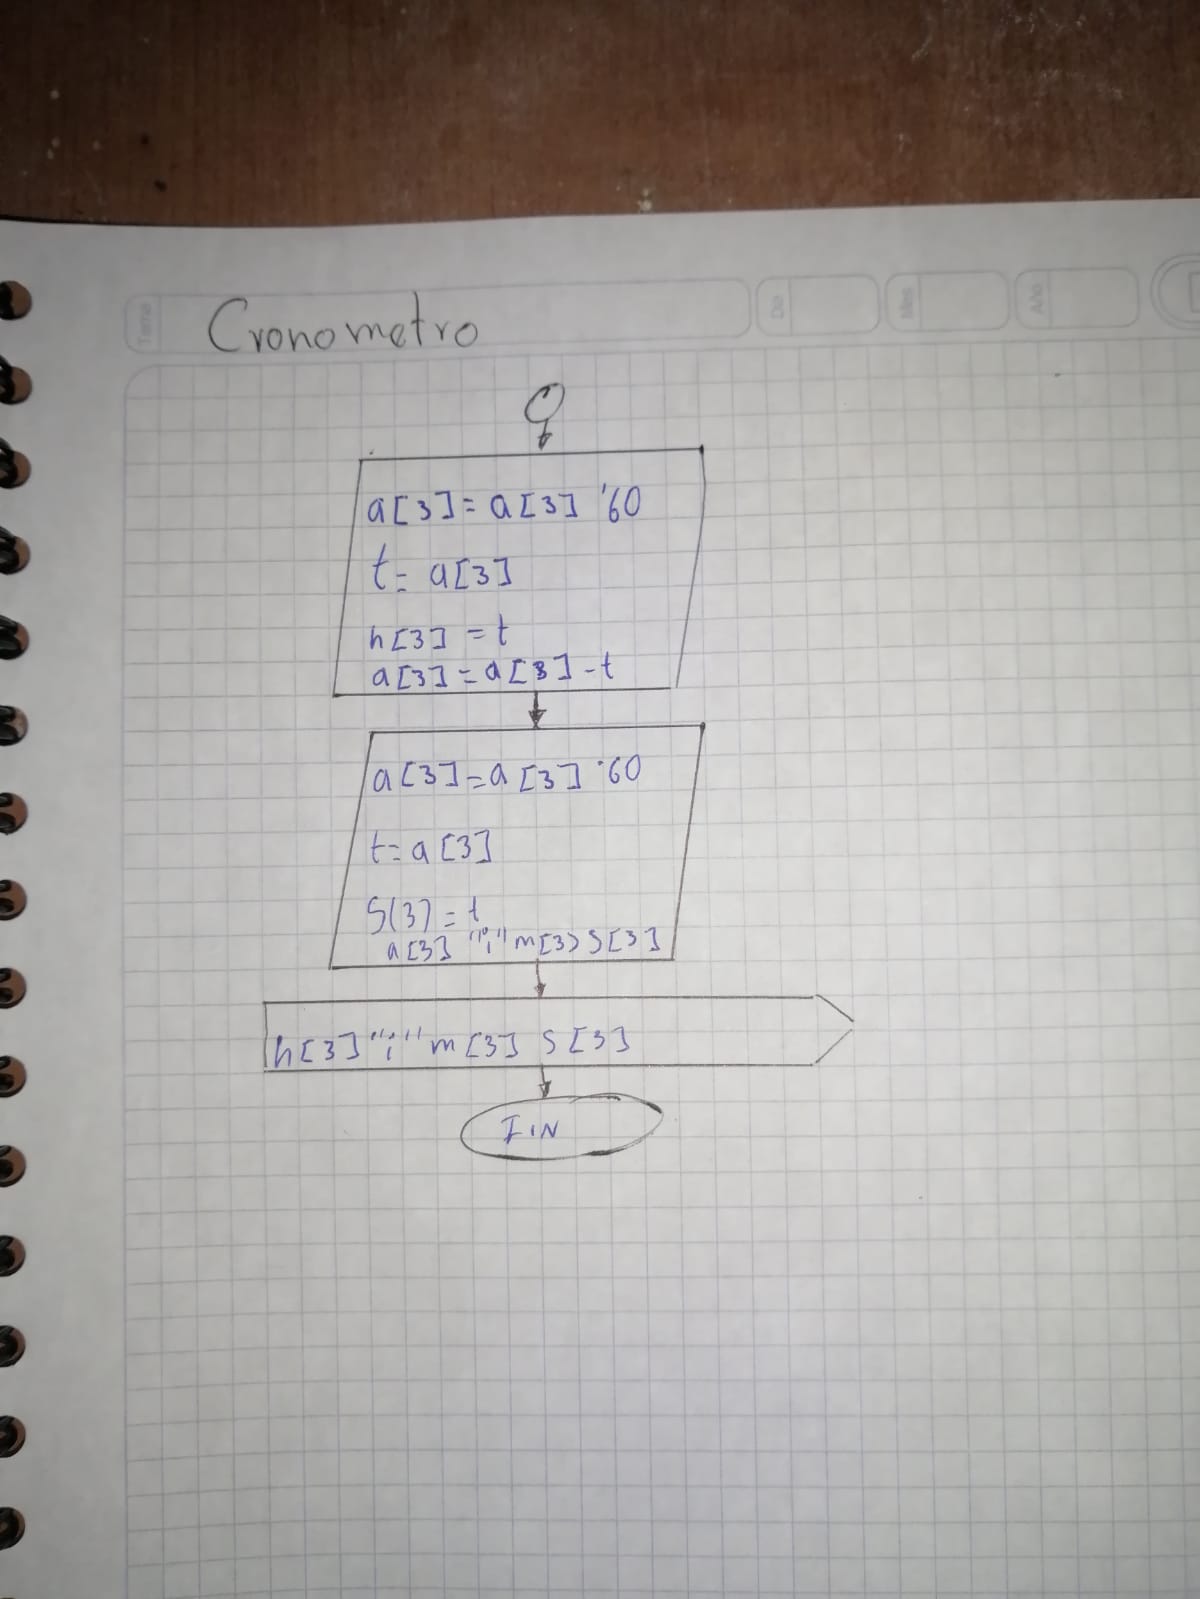 Tema
Cronometro
Día
Mes
Año
a[3]= a[3] '60
t= a[3]
h[3] = t
a[3]=a[3]-t
a[3]=a[3] ·60
t=a[3]
S(3]=t
a[3] ";" m[3> S[3]
h[3] ";" m[3] S[3]
FIN